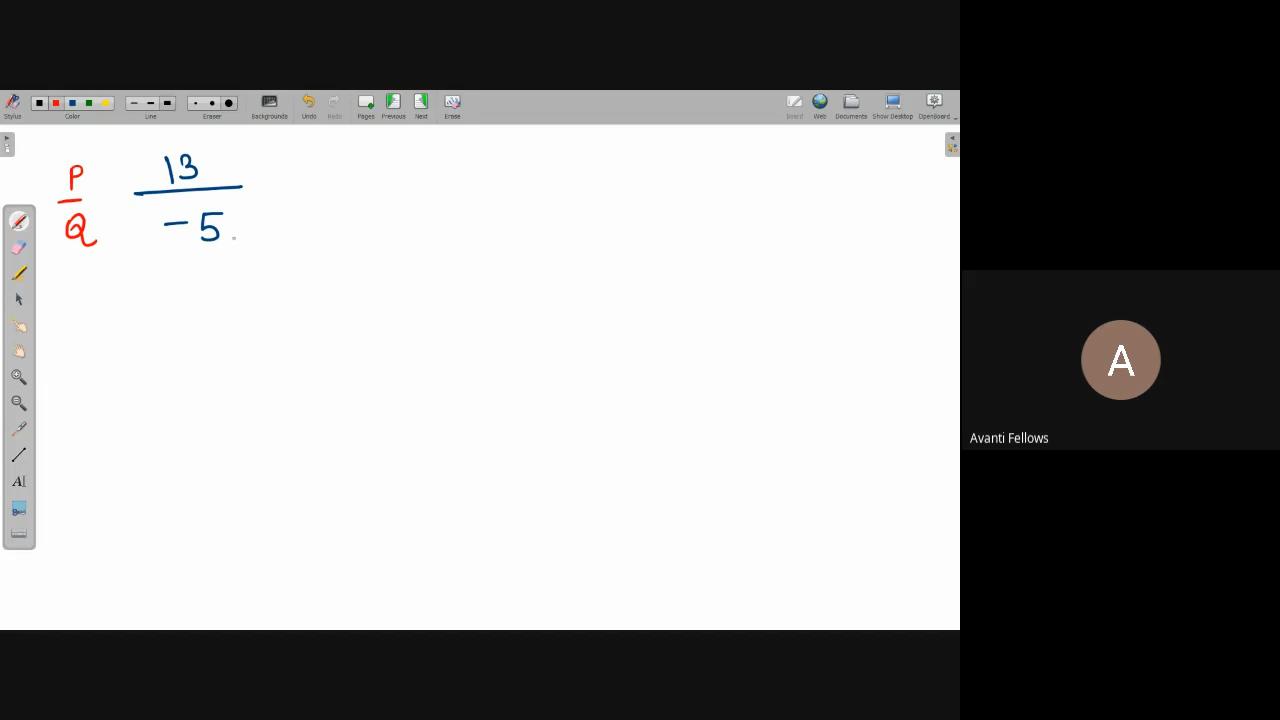 Stylus
Color
Line
Eraser
Backgrounds
Undo
Redo
Pages
Previous
Next
Erase
Board
Web
Documents
Show Desktop
OpenBoard
P 13
Q -5
A
Avanti Fellows